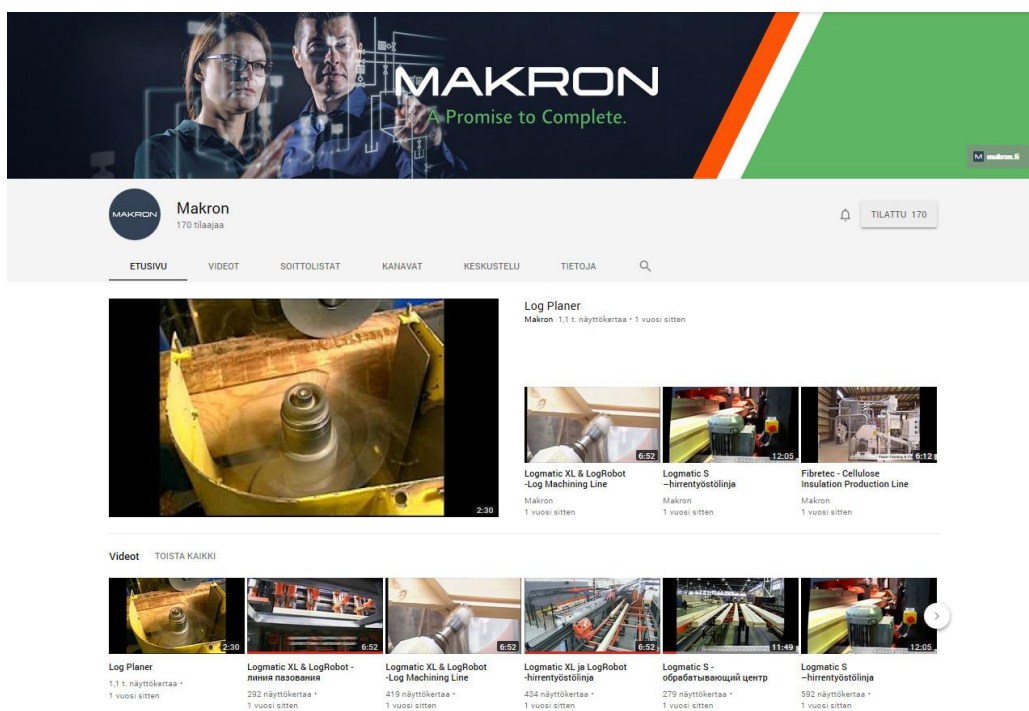 MAKRON
A Promise to Complete.
M makron.fi
MAKRON
Makron
170 tilaajaa
TILATTU 170
ETUSIVU VIDEOT SOITTOLISTAT KANAVAT KESKUSTELU TIETOJA
Log Planer
Makron 1,1 t. näyttökertaa • 1 vuosi sitten
2:30
6:52
Logmatic XL & LogRobot
-Log Machining Line
Makron
1 vuosi sitten
12:05
Logmatic S
–hirrentyöstölinja
Makron
1 vuosi sitten
6:12
Fibretec - Cellulose
Insulation Production Line
Makron
1 vuosi sitten
Videot TOISTA KAIKKI
2:30
Log Planer
1,1 t. näyttökertaa •
1 vuosi sitten
6:52
Logmatic XL & LogRobot -
линия пазования
292 näyttökertaa •
1 vuosi sitten
6:52
Logmatic XL & LogRobot
-Log Machining Line
419 näyttökertaa •
1 vuosi sitten
6:52
Logmatic XL ja LogRobot
-hirrentyöstölinja
434 näyttökertaa •
1 vuosi sitten
11:49
Logmatic S -
обрабатывающий центр
279 näyttökertaa •
1 vuosi sitten
12:05
Logmatic S
–hirrentyöstölinja
592 näyttökertaa •
1 vuosi sitten